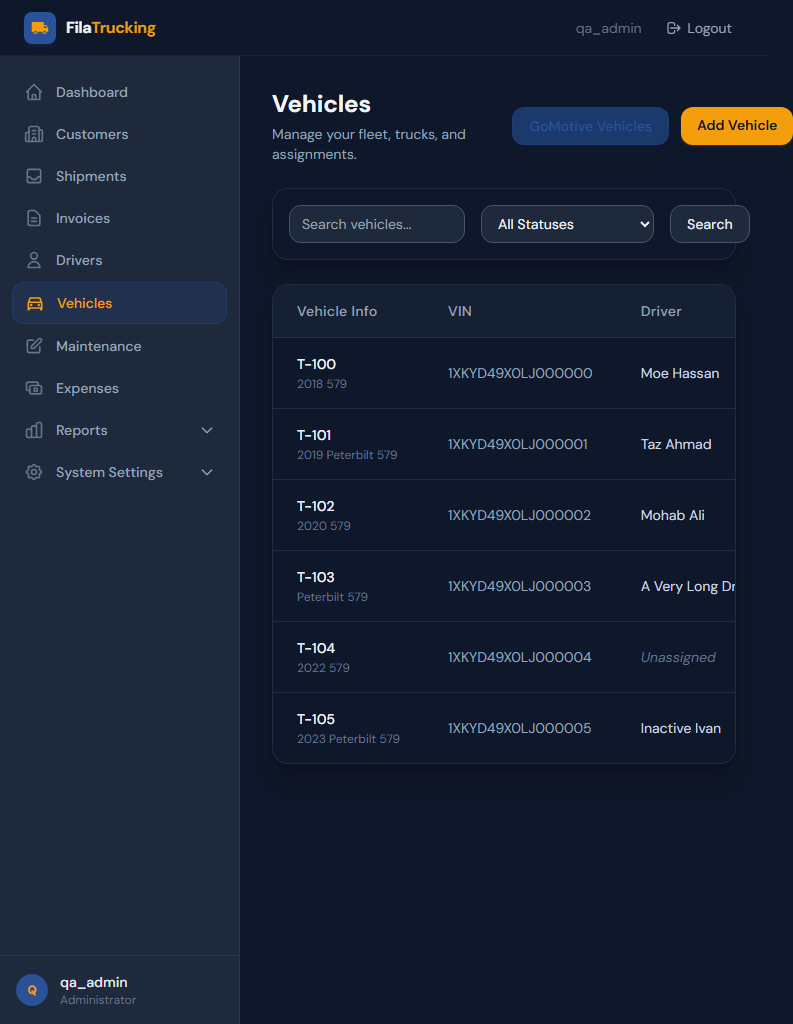 FilaTrucking
qa_admin
Logout
Dashboard
Customers
Shipments
Invoices
Drivers
Vehicles
Maintenance
Expenses
Reports
System Settings
Q
qa_admin
Administrator
Vehicles
Manage your fleet, trucks, and
assignments.
GoMotive Vehicles
Add Vehicle
Search vehicles...
All Statuses
Search
Vehicle Info VIN Driver
T-100
2018 579
1XKYD49X0LJ000000
Moe Hassan
T-101
2019 Peterbilt 579
1XKYD49X0LJ000001
Taz Ahmad
T-102
2020 579
1XKYD49X0LJ000002
Mohab Ali
T-103
Peterbilt 579
1XKYD49X0LJ000003
A Very Long Dr
T-104
2022 579
1XKYD49X0LJ000004
Unassigned
T-105
2023 Peterbilt 579
1XKYD49X0LJ000005
Inactive Ivan